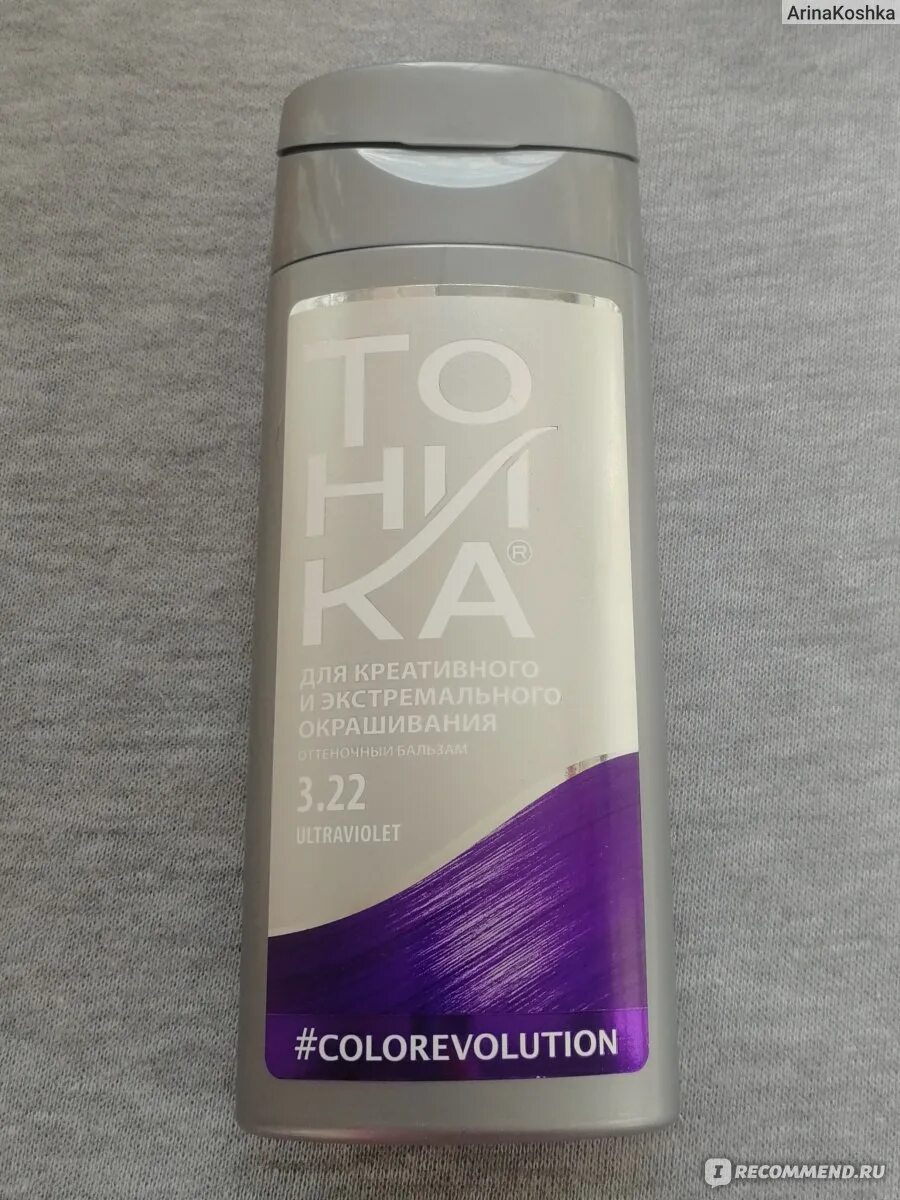 ArinaKoshka
ТО
НИ
КА®
ДЛЯ КРЕАТИВНОГО
И ЭКСТРЕМАЛЬНОГО
ОКРАШИВАНИЯ
ОТТЕНОЧНЫЙ БАЛЬЗАМ
3.22
ULTRAVIOLET
#COLOREVOLUTION
I RECOMMEND.RU